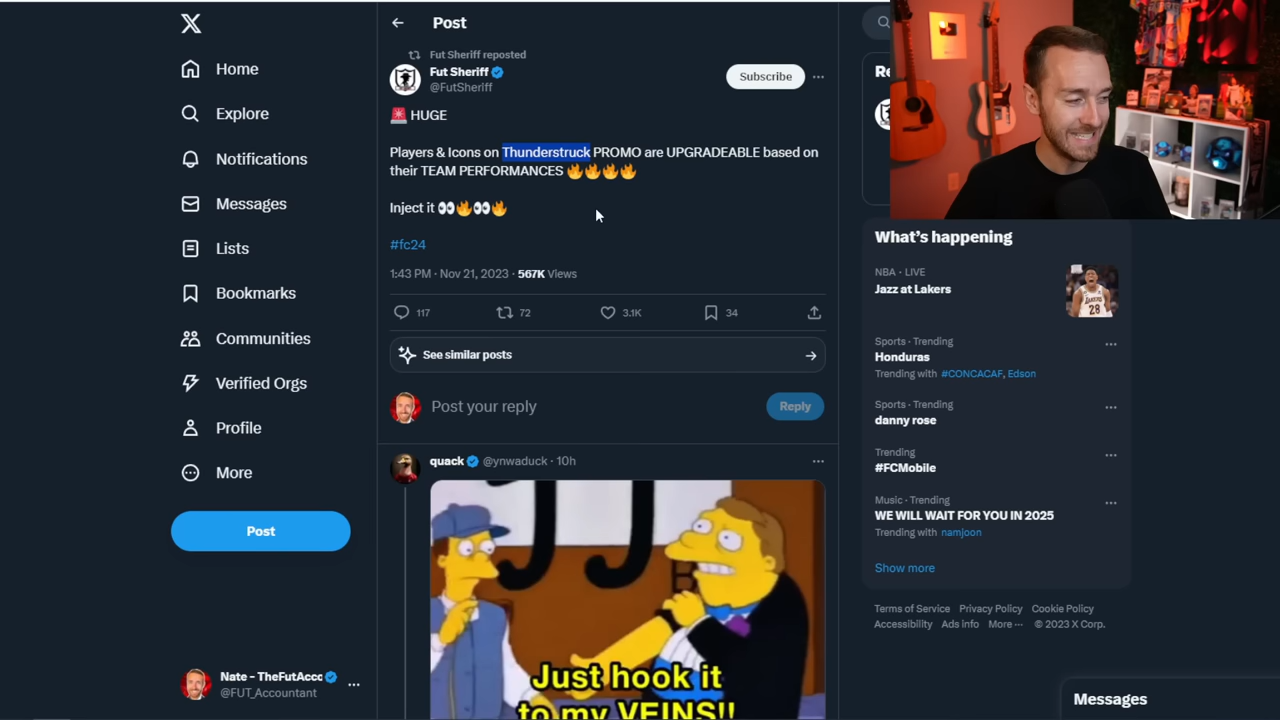 Home
Explore
Notifications
Messages
Lists
Bookmarks
Communities
Verified Orgs
Profile
More
Post
Nate - TheFutAcc
@FUT_Accountant
Post
Fut Sheriff reposted
Fut Sheriff
@FutSheriff
Subscribe
🚨 HUGE
Players & Icons on Thunderstruck PROMO are UPGRADEABLE based on
their TEAM PERFORMANCES 🔥🔥🔥🔥
Inject it 👀🔥👀🔥
#fc24
1:43 PM · Nov 21, 2023 · 567K Views
117 72 3.1K 34
See similar posts
Post your reply
Reply
quack @ynwaduck · 10h
Just hook it
to my VEINS!!
Re
What's happening
NBA · LIVE
Jazz at Lakers
Sports · Trending
Honduras
Trending with #CONCACAF, Edson
Sports · Trending
danny rose
Trending
#FCMobile
Music · Trending
WE WILL WAIT FOR YOU IN 2025
Trending with namjoon
Show more
Terms of Service Privacy Policy Cookie Policy
Accessibility Ads info More ··· © 2023 X Corp.
Messages